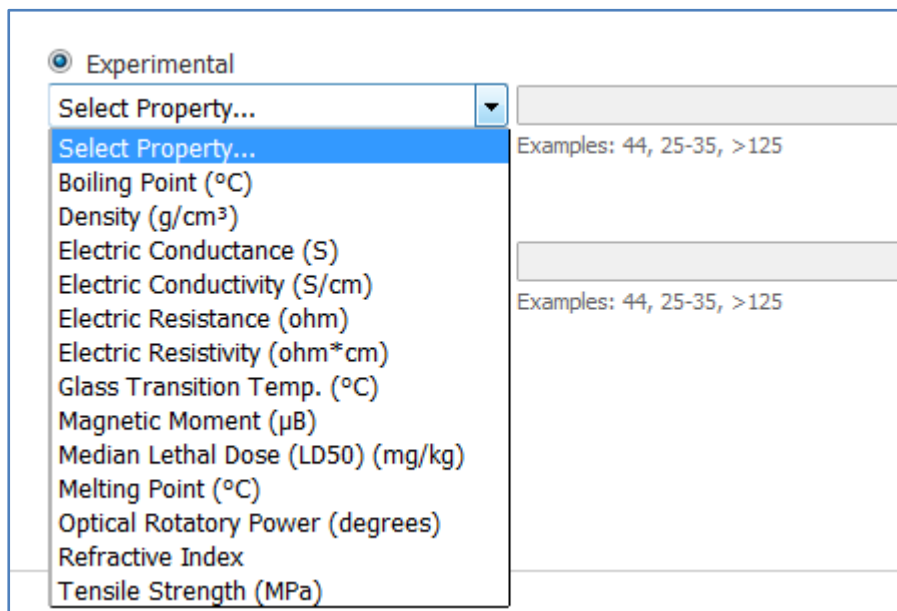 Experimental
Select Property...
Select Property...
Examples: 44, 25-35, >125
Boiling Point (°C)
Density (g/cm³)
Electric Conductance (S)
Electric Conductivity (S/cm)
Examples: 44, 25-35, >125
Electric Resistance (ohm)
Electric Resistivity (ohm*cm)
Glass Transition Temp. (°C)
Magnetic Moment (µB)
Median Lethal Dose (LD50) (mg/kg)
Melting Point (°C)
Optical Rotatory Power (degrees)
Refractive Index
Tensile Strength (MPa)